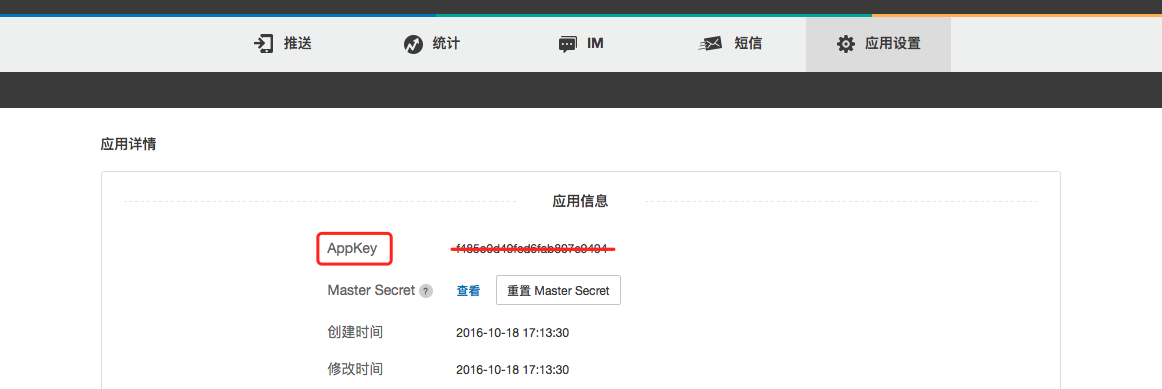 推送 统计 IM 短信 应用设置
应用详情
应用信息
AppKey
Master Secret ? 查看 重置 Master Secret
创建时间 2016-10-18 17:13:30
修改时间 2016-10-18 17:13:30